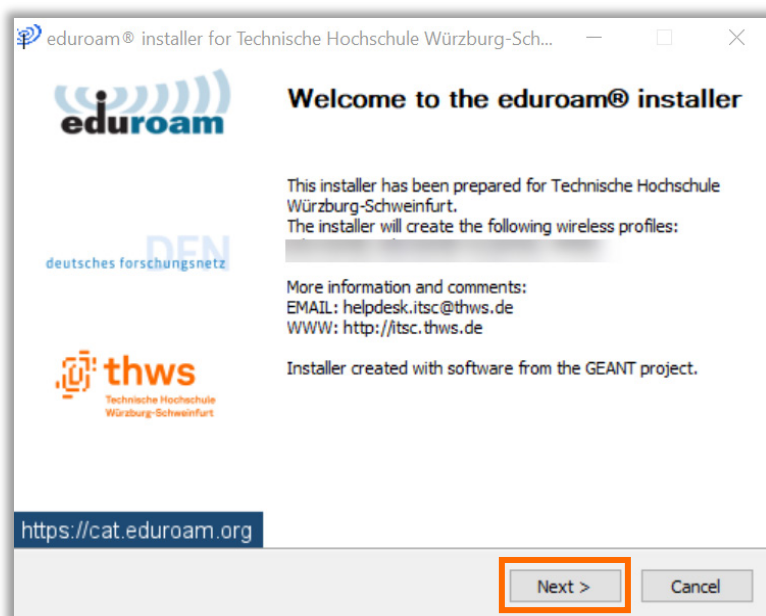 eduroam® installer for Technische Hochschule Würzburg-Sch...
eduroam
Welcome to the eduroam® installer
This installer has been prepared for Technische Hochschule
Würzburg-Schweinfurt.
The installer will create the following wireless profiles:
DFN
deutsches forschungsnetz
More information and comments:
EMAIL: helpdesk.itsc@thws.de
WWW: http://itsc.thws.de
Installer created with software from the GEANT project.
thws
Technische Hochschule
Würzburg-Schweinfurt
https://cat.eduroam.org
Next >
Cancel